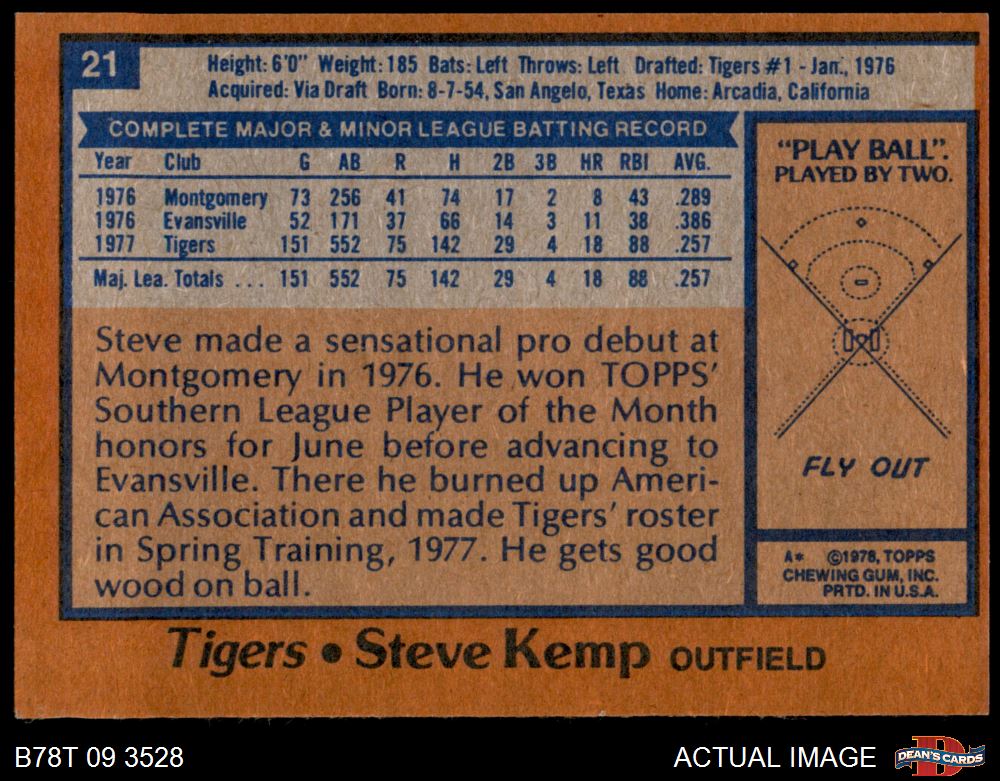 21
Height: 6'0" Weight: 185 Bats: Left Throws: Left Drafted: Tigers #1 - Jan., 1976
Acquired: Via Draft Born: 8-7-54, San Angelo, Texas Home: Arcadia, California
COMPLETE MAJOR & MINOR LEAGUE BATTING RECORD
Year Club G AB R H 2B 3B HR RBI AVG.
1976 Montgomery 73 256 41 74 17 2 8 43 .289
1976 Evansville 52 171 37 66 14 3 11 38 .386
1977 Tigers 151 552 75 142 29 4 18 88 .257
Maj. Lea. Totals ... 151 552 75 142 29 4 18 88 .257
Steve made a sensational pro debut at
Montgomery in 1976. He won TOPPS'
Southern League Player of the Month
honors for June before advancing to
Evansville. There he burned up Ameri-
can Association and made Tigers' roster
in Spring Training, 1977. He gets good
wood on ball.
"PLAY BALL".
PLAYED BY TWO.
FLY OUT
A* ©1978, TOPPS
CHEWING GUM, INC.
PRTD. IN U.S.A.
Tigers • Steve Kemp OUTFIELD
B78T 09 3528
ACTUAL IMAGE
D
DEAN'S CARDS